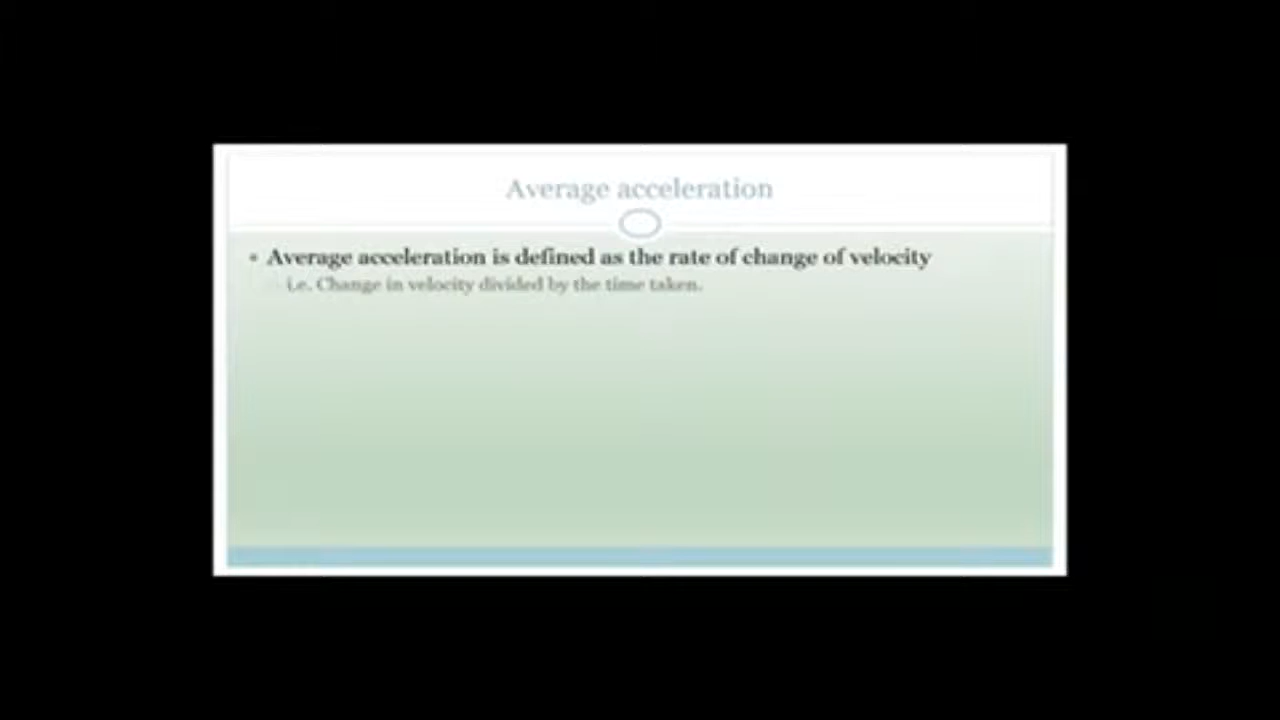 Average acceleration
• Average acceleration is defined as the rate of change of velocity
i.e. Change in velocity divided by the time taken.